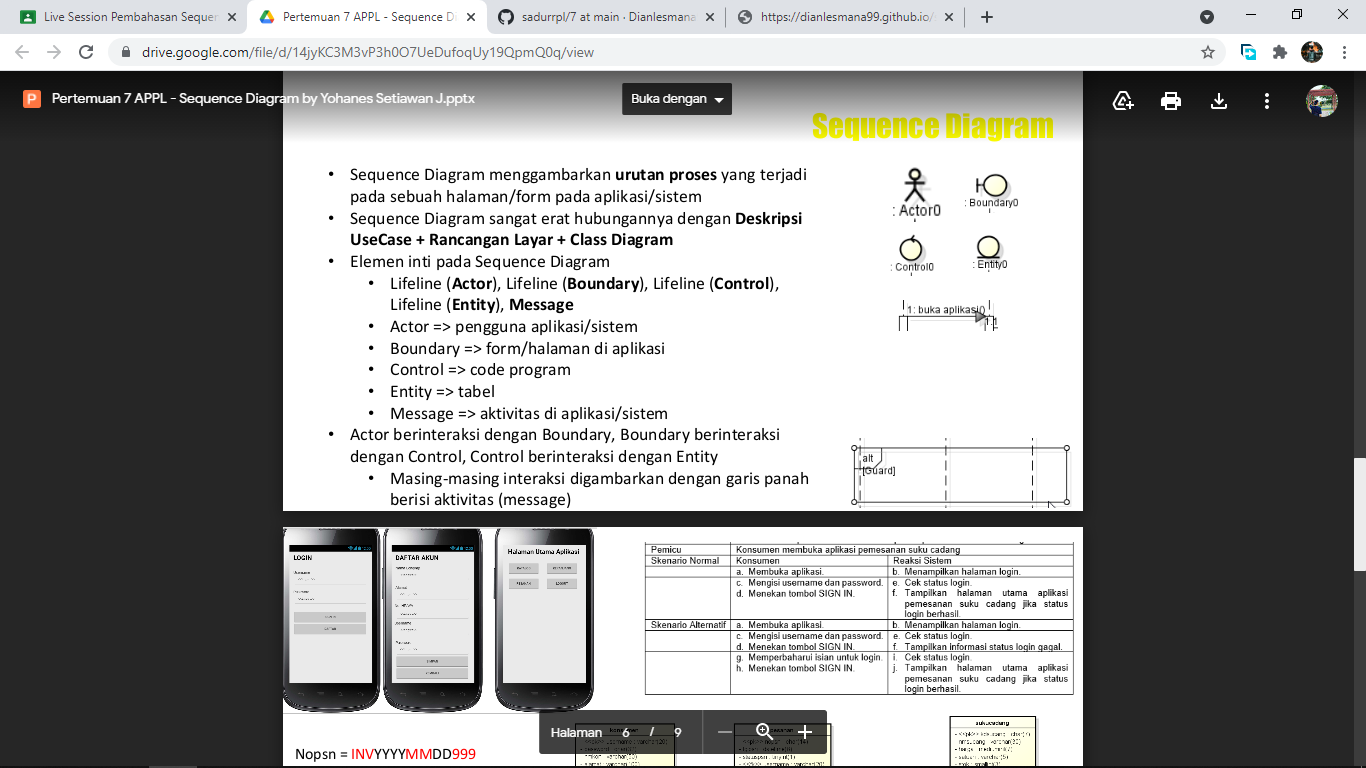 Live Session Pembahasan Sequen
Pertemuan 7 APPL - Sequence Di
sadurrpl/7 at main · Dianlesmana
https://dianlesmana99.github.io/
drive.google.com/file/d/14jyKC3M3vP3h0O7UeDufoqUy19QpmQ0q/view
P
Pertemuan 7 APPL - Sequence Diagram by Yohanes Setiawan J.pptx
Buka dengan
Sequence Diagram
• Sequence Diagram menggambarkan urutan proses yang terjadi
pada sebuah halaman/form pada aplikasi/sistem
• Sequence Diagram sangat erat hubungannya dengan Deskripsi
UseCase + Rancangan Layar + Class Diagram
• Elemen inti pada Sequence Diagram
• Lifeline (Actor), Lifeline (Boundary), Lifeline (Control),
Lifeline (Entity), Message
• Actor => pengguna aplikasi/sistem
• Boundary => form/halaman di aplikasi
• Control => code program
• Entity => tabel
• Message => aktivitas di aplikasi/sistem
• Actor berinteraksi dengan Boundary, Boundary berinteraksi
dengan Control, Control berinteraksi dengan Entity
• Masing-masing interaksi digambarkan dengan garis panah
berisi aktivitas (message)
: Actor0
: Boundary0
: Control0
: Entity0
1: buka aplikasi()
1.1
alt
[Guard]
LOGIN
Username
DAFTAR AKUN
Nama Lengkap
Alamat
Username
Password
Halaman Utama Aplikasi
LOGOUT
Pemicu Konsumen membuka aplikasi pemesanan suku cadang
Skenario Normal Konsumen Reaksi Sistem
a. Membuka aplikasi. b. Menampilkan halaman login.
c. Mengisi username dan password. e. Cek status login.
d. Menekan tombol SIGN IN. f. Tampilkan halaman utama aplikasi
pemesanan suku cadang jika status
login berhasil.
Skenario Alternatif a. Membuka aplikasi. b. Menampilkan halaman login.
c. Mengisi username dan password. e. Cek status login.
d. Menekan tombol SIGN IN. f. Tampilkan informasi status login gagal.
g. Memperbaharui isian untuk login. i. Cek status login.
h. Menekan tombol SIGN IN. j. Tampilkan halaman utama aplikasi
pemesanan suku cadang jika status
login berhasil.
Nopsn = INVYYYYMMDD999
Halaman 6 / 9
sukucadang